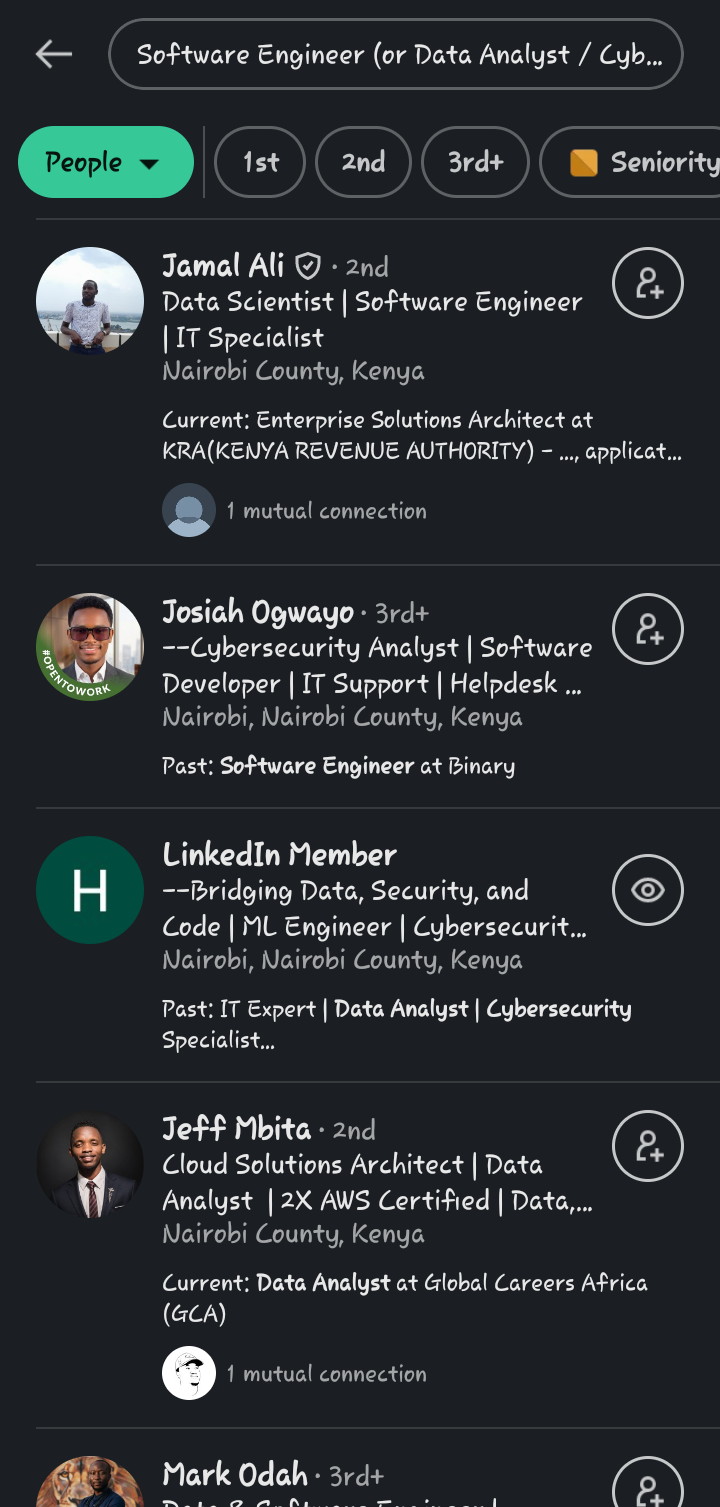 Software Engineer (or Data Analyst / Cyb...
People
1st
2nd
3rd+
Seniority
Jamal Ali · 2nd
Data Scientist | Software Engineer
| IT Specialist
Nairobi County, Kenya
Current: Enterprise Solutions Architect at
KRA(KENYA REVENUE AUTHORITY) - ..., applicat...
1 mutual connection
#OPENTOWORK
Josiah Ogwayo · 3rd+
--Cybersecurity Analyst | Software
Developer | IT Support | Helpdesk ...
Nairobi, Nairobi County, Kenya
Past: Software Engineer at Binary
H
LinkedIn Member
--Bridging Data, Security, and
Code | ML Engineer | Cybersecurit...
Nairobi, Nairobi County, Kenya
Past: IT Expert | Data Analyst | Cybersecurity
Specialist...
Jeff Mbita · 2nd
Cloud Solutions Architect | Data
Analyst | 2X AWS Certified | Data,...
Nairobi County, Kenya
Current: Data Analyst at Global Careers Africa
(GCA)
1 mutual connection
Mark Odah · 3rd+
Data & Software Engineer |